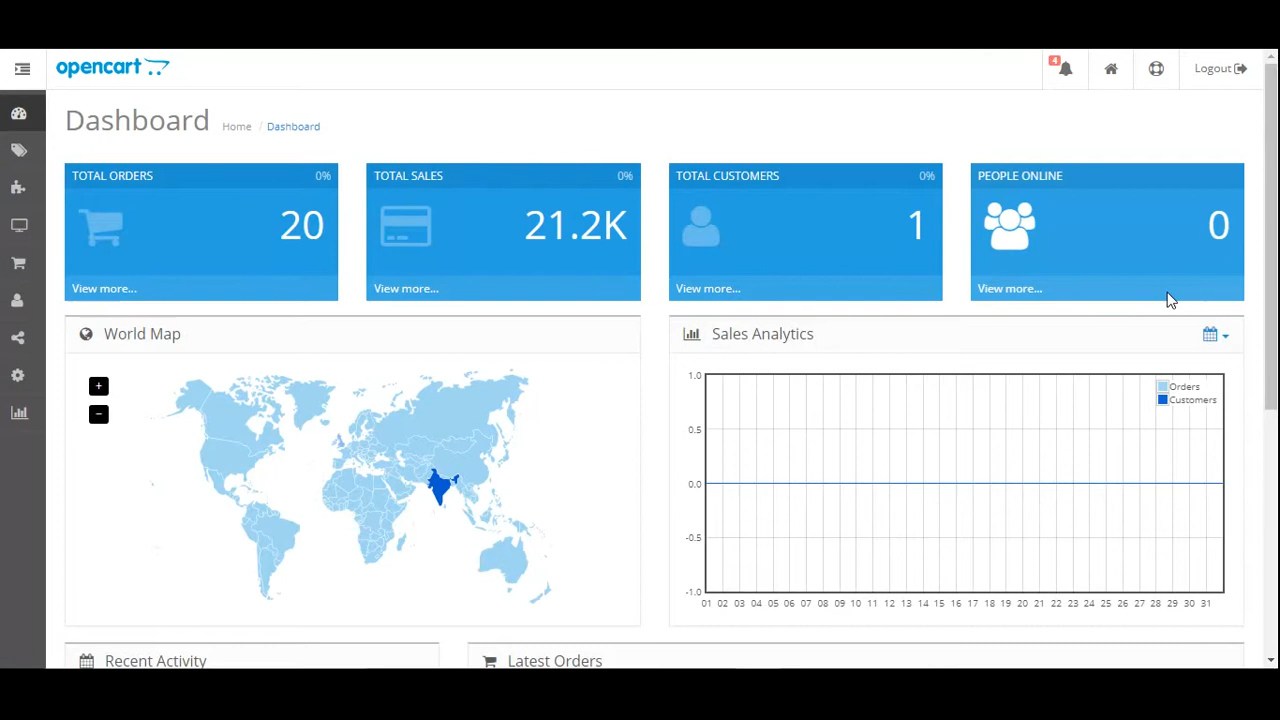 opencart
4
Logout
Dashboard
Home / Dashboard
TOTAL ORDERS 0%
20
View more...
TOTAL SALES 0%
21.2K
View more...
TOTAL CUSTOMERS 0%
1
View more...
PEOPLE ONLINE
0
View more...
World Map
+
−
Sales Analytics
Orders
Customers
1.0
0.5
0.0
-0.5
-1.0
01 02 03 04 05 06 07 08 09 10 11 12 13 14 15 16 17 18 19 20 21 22 23 24 25 26 27 28 29 30 31
Recent Activity
Latest Orders